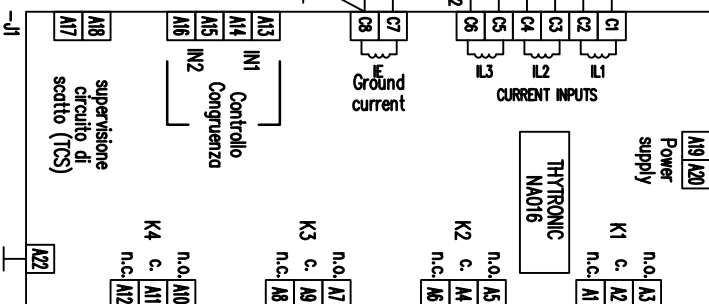 -J1
A17
A18
A16
A15
A14
A13
C8
C7
C6
C5
C4
C3
C2
C1
IN2
IN1
IE
Ground
current
IL3
IL2
IL1
CURRENT INPUTS
supervisione
circuito di
scatto (TCS)
Controllo
Congruenza
THYTRONIC
NA016
Power
supply
A19
A20
A22
K4
n.c.
c.
n.o.
A12
A11
A10
K3
n.c.
c.
n.o.
A8
A9
A7
K2
n.c.
c.
n.o.
A6
A4
A5
K1
n.c.
c.
n.o.
A1
A2
A3